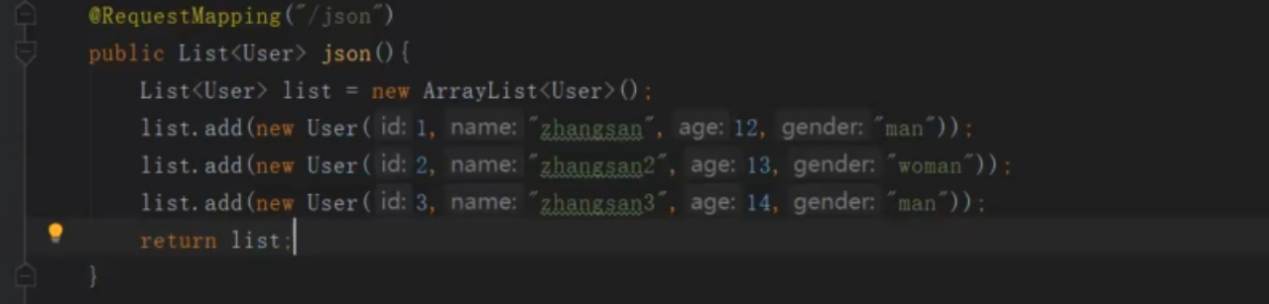 @RequestMapping("/json")
public List<User> json(){
List<User> list = new ArrayList<User>();
list.add(new User( id: 1, name: "zhangsan", age: 12, gender: "man"));
list.add(new User( id: 2, name: "zhangsan2", age: 13, gender: "woman"));
list.add(new User( id: 3, name: "zhangsan3", age: 14, gender: "man"));
return list;
}